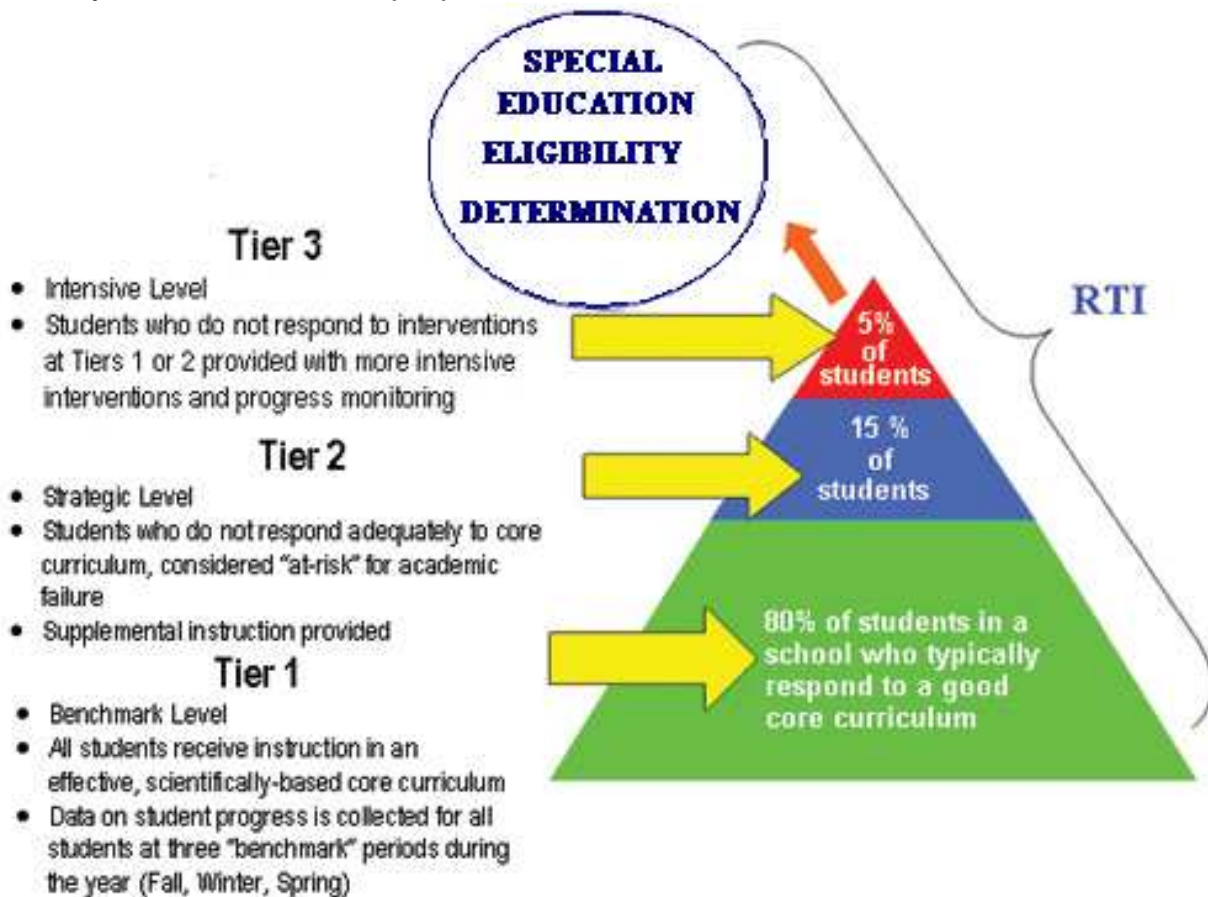 SPECIAL
EDUCATION
ELIGIBILITY
DETERMINATION
RTI
Tier 3
• Intensive Level
• Students who do not respond to interventions
at Tiers 1 or 2 provided with more intensive
interventions and progress monitoring
5%
of
students
Tier 2
• Strategic Level
• Students who do not respond adequately to core
curriculum, considered "at-risk" for academic
failure
• Supplemental instruction provided
15 %
of
students
Tier 1
• Benchmark Level
• All students receive instruction in an
effective, scientifically-based core curriculum
• Data on student progress is collected for all
students at three "benchmark" periods during
the year (Fall, Winter, Spring)
80% of students in a
school who typically
respond to a good
core curriculum